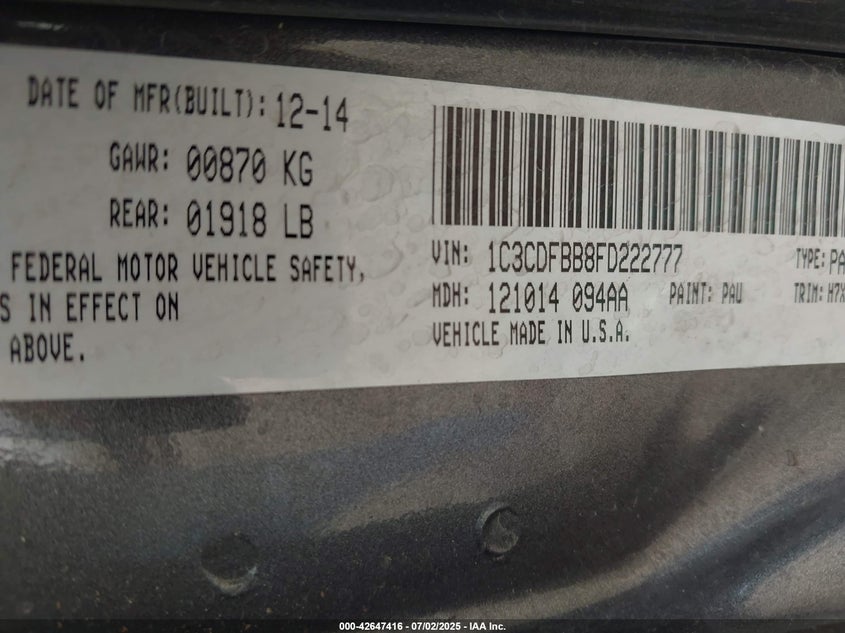 DATE OF MFR(BUILT): 12-14
GAWR: 00870 KG
REAR: 01918 LB
FEDERAL MOTOR VEHICLE SAFETY,
S IN EFFECT ON
ABOVE.
VIN: 1C3CDFBB8FD222777 TYPE: PA
MDH: 121014 094AA PAINT: PAU TRIM: H7X
VEHICLE MADE IN U.S.A.
000-42647416 - 07/02/2025 - IAA Inc.